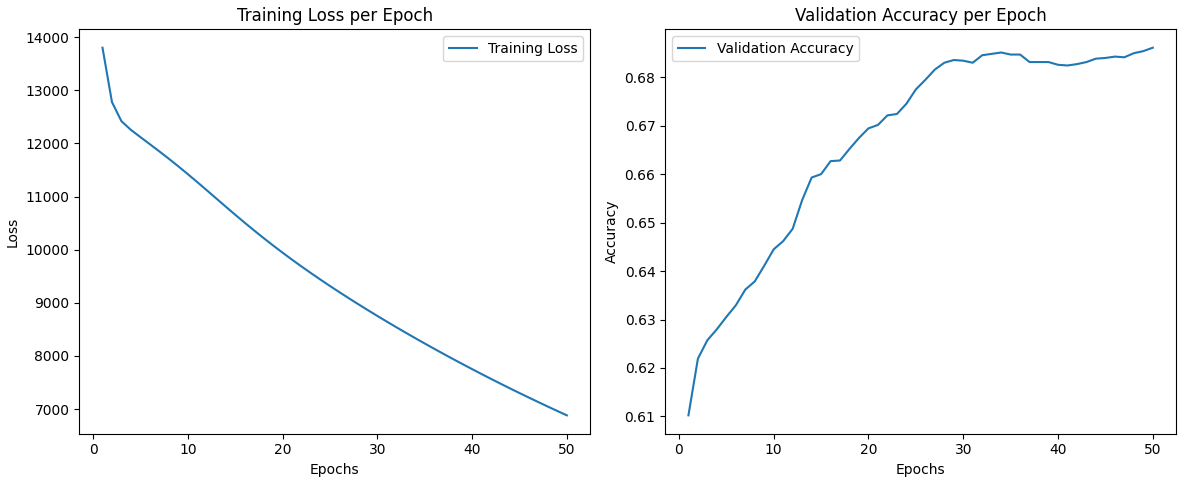 Training Loss per Epoch
Training Loss
14000
13000
12000
11000
10000
9000
8000
7000
Loss
0 10 20 30 40 50
Epochs
Validation Accuracy per Epoch
Validation Accuracy
0.68
0.67
0.66
0.65
0.64
0.63
0.62
0.61
Accuracy
0 10 20 30 40 50
Epochs